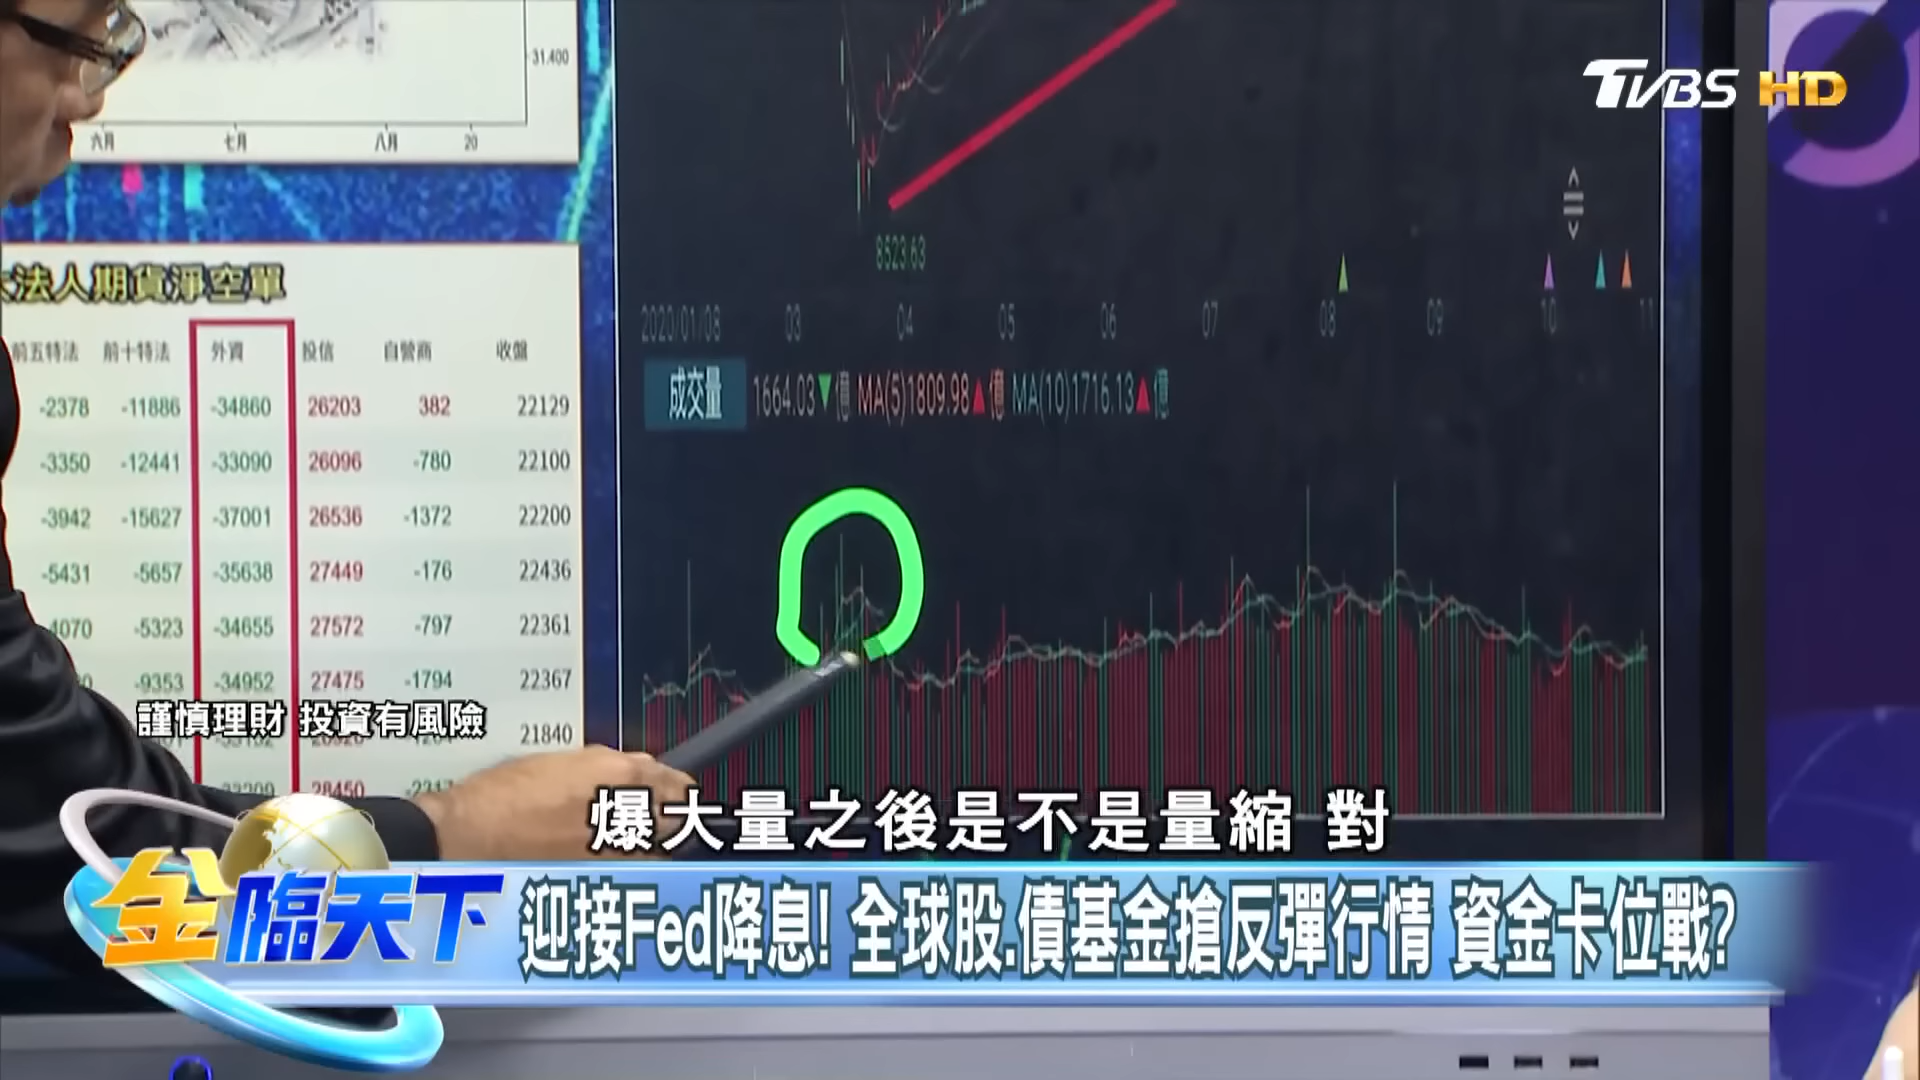 TVBS HD
31.400
六月 七月 八月 20
大法人期貨淨空單
前五特法 前十特法 外資 投信 自營商 收盤
-2378 -11886 -34860 26203 382 22129
-3350 -12441 -33090 26096 -780 22100
-3942 -15627 -37001 26536 -1372 22200
-5431 -5657 -35638 27449 -176 22436
4070 -5323 -34655 27572 -797 22361
-9353 -34952 27475 -1794 22367
21840
28450
謹慎理財 投資有風險
8523.63
2020/01/08 03 04 05 06 07 08 09 10 11
成交量 1664.03▼億 MA(5)1809.98▲億 MA(10)1716.13▲億
爆大量之後是不是量縮 對
金臨天下
迎接Fed降息! 全球股.債基金搶反彈行情 資金卡位戰?